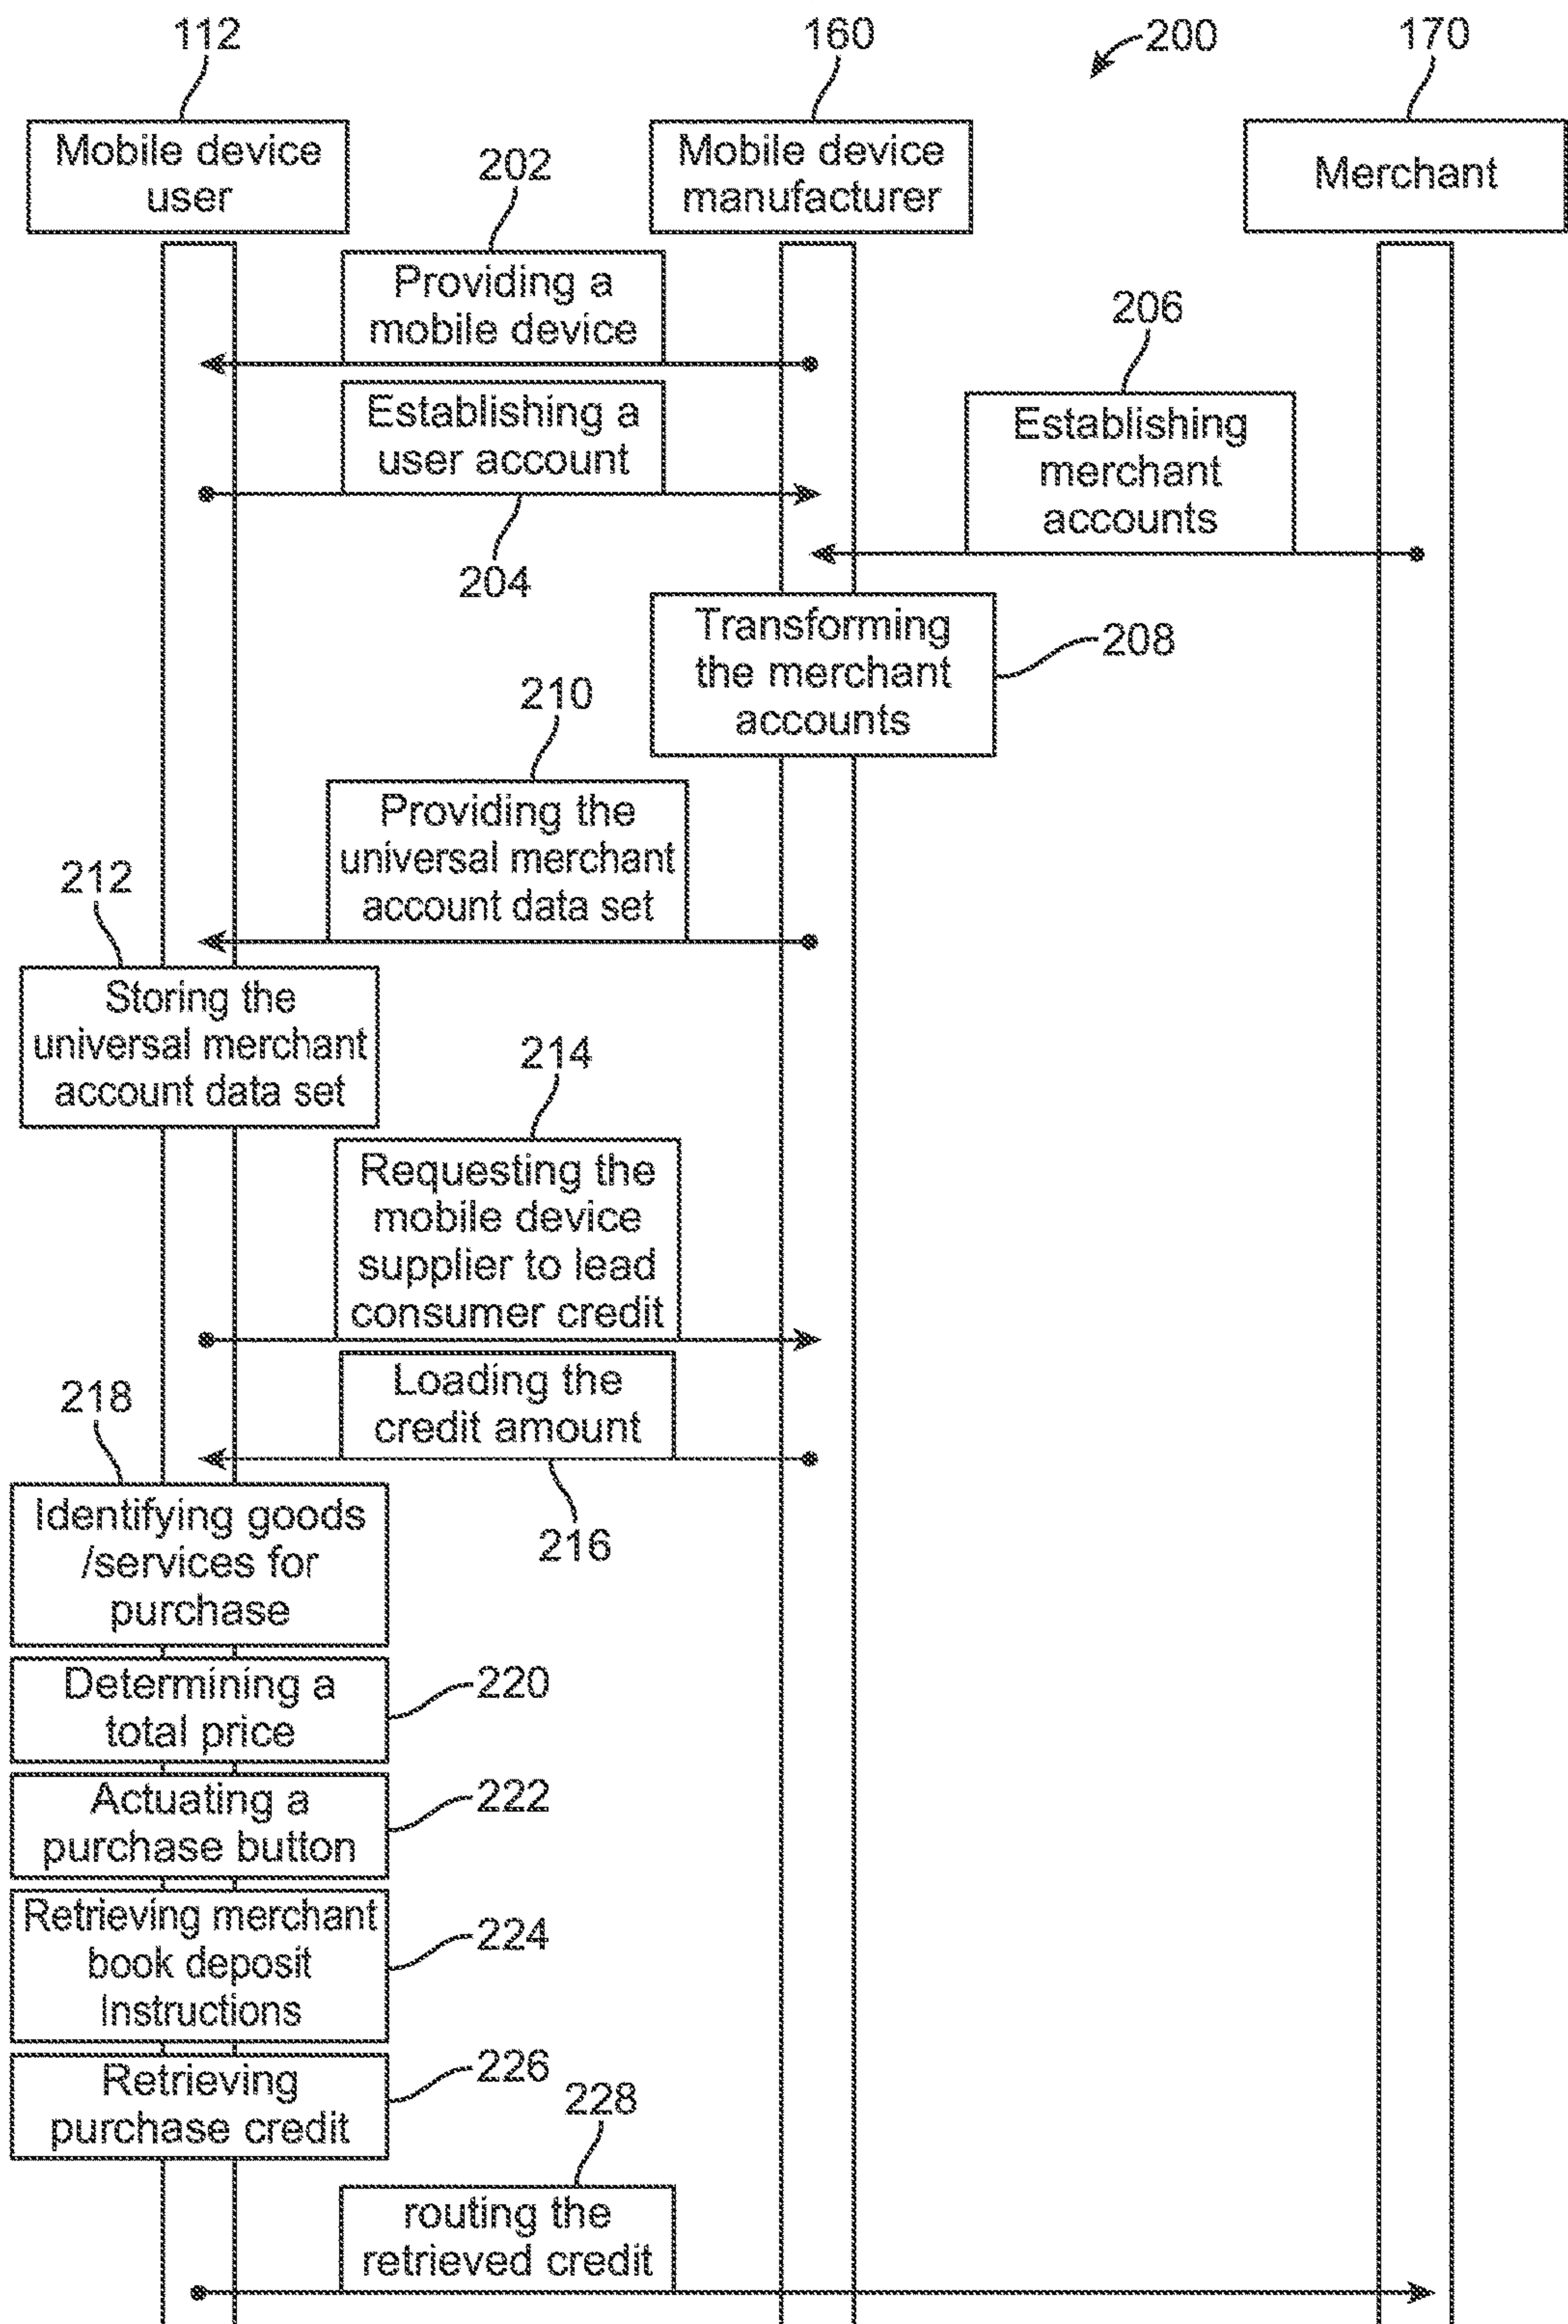 112
160
200
170
Mobile device
user
Mobile device
manufacturer
Merchant
202
Providing a
mobile device
206
Establishing a
user account
204
Establishing
merchant
accounts
Transforming
the merchant
accounts
208
210
Providing the
universal merchant
account data set
212
Storing the
universal merchant
account data set
214
Requesting the
mobile device
supplier to lead
consumer credit
Loading the
credit amount
216
218
Identifying goods
/services for
purchase
Determining a
total price
220
Actuating a
purchase button
222
Retrieving merchant
book deposit
Instructions
224
Retrieving
purchase credit
226
228
routing the
retrieved credit